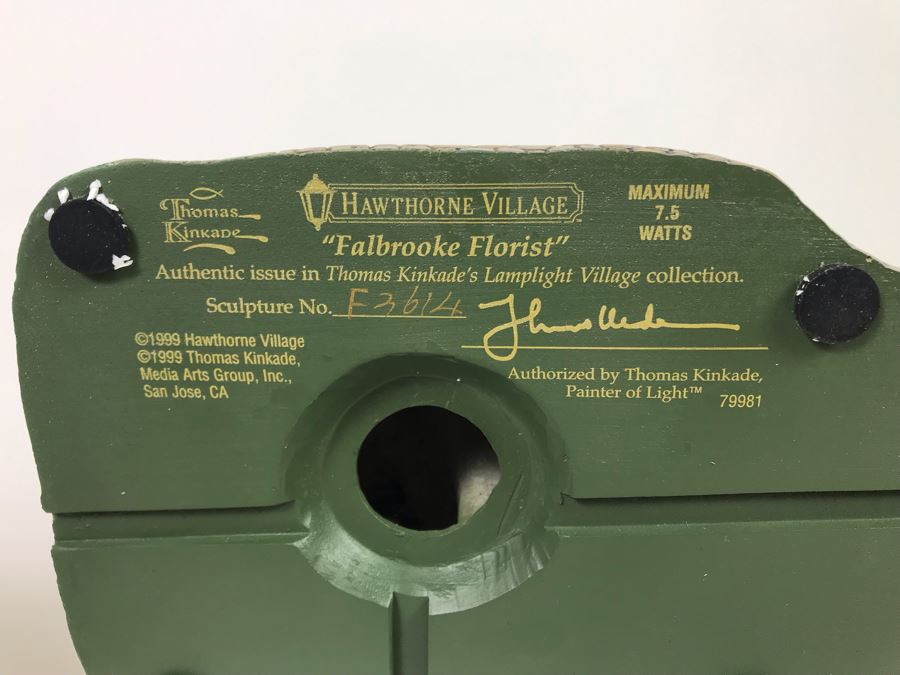 Thomas
Kinkade
HAWTHORNE VILLAGE
MAXIMUM
7.5
WATTS
"Falbrooke Florist"
Authentic issue in Thomas Kinkade's Lamplight Village collection.
Sculpture No. F3614
©1999 Hawthorne Village
©1999 Thomas Kinkade,
Media Arts Group, Inc.,
San Jose, CA
Authorized by Thomas Kinkade,
Painter of Light™
79981